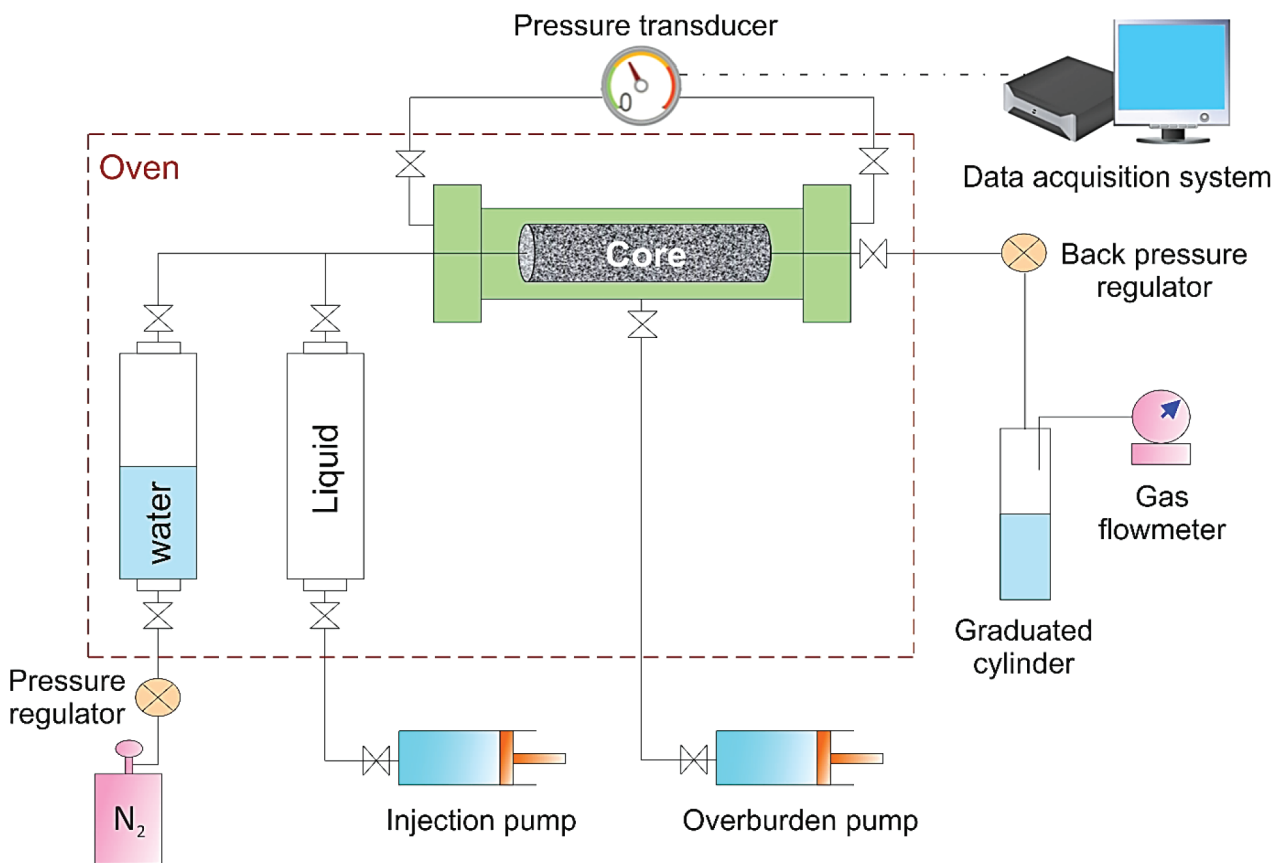 Pressure transducer
0
Oven
Data acquisition system
Core
Back pressure
regulator
water
Liquid
Gas
flowmeter
Graduated
cylinder
Pressure
regulator
N₂
Injection pump
Overburden pump